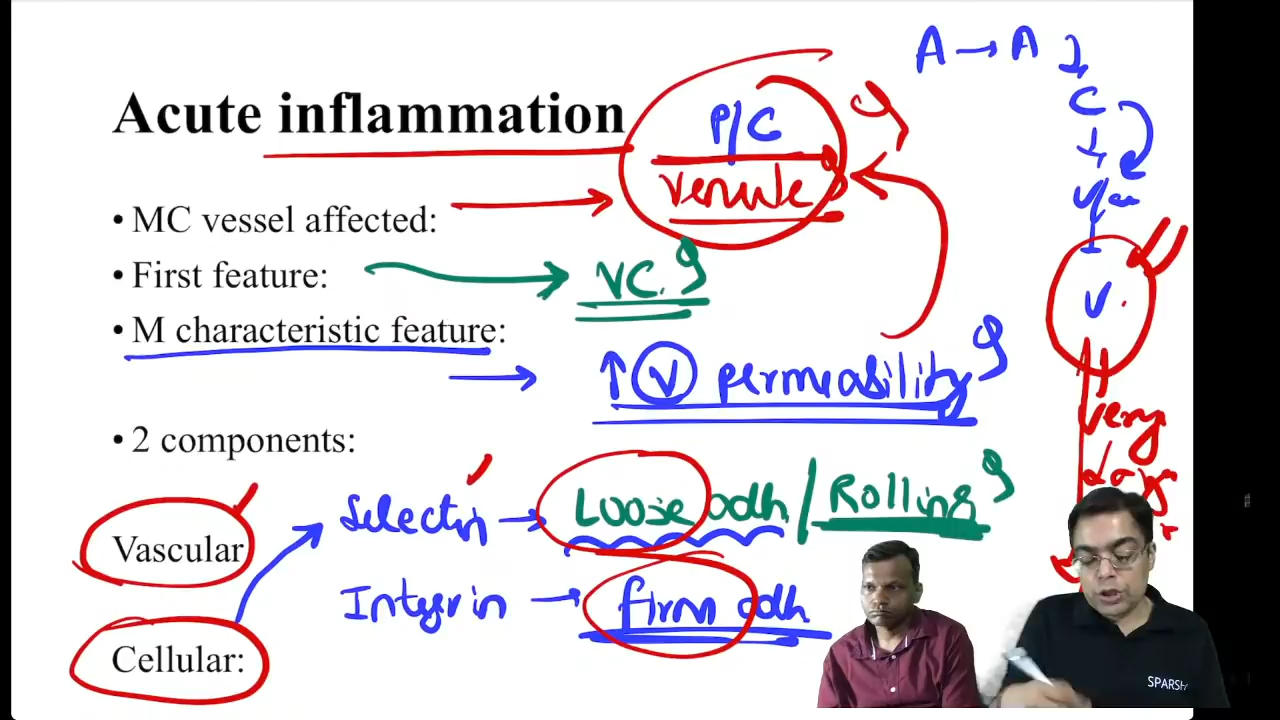 A → A
Acute inflammation
P/C
C
venule
• MC vessel affected:
• First feature:
VC
V
• M characteristic feature:
↑ V permeability
very
• 2 components:
Selectin → Loose adh / Rolling
Vascular
Integrin → firm adh
Cellular:
SPARSH